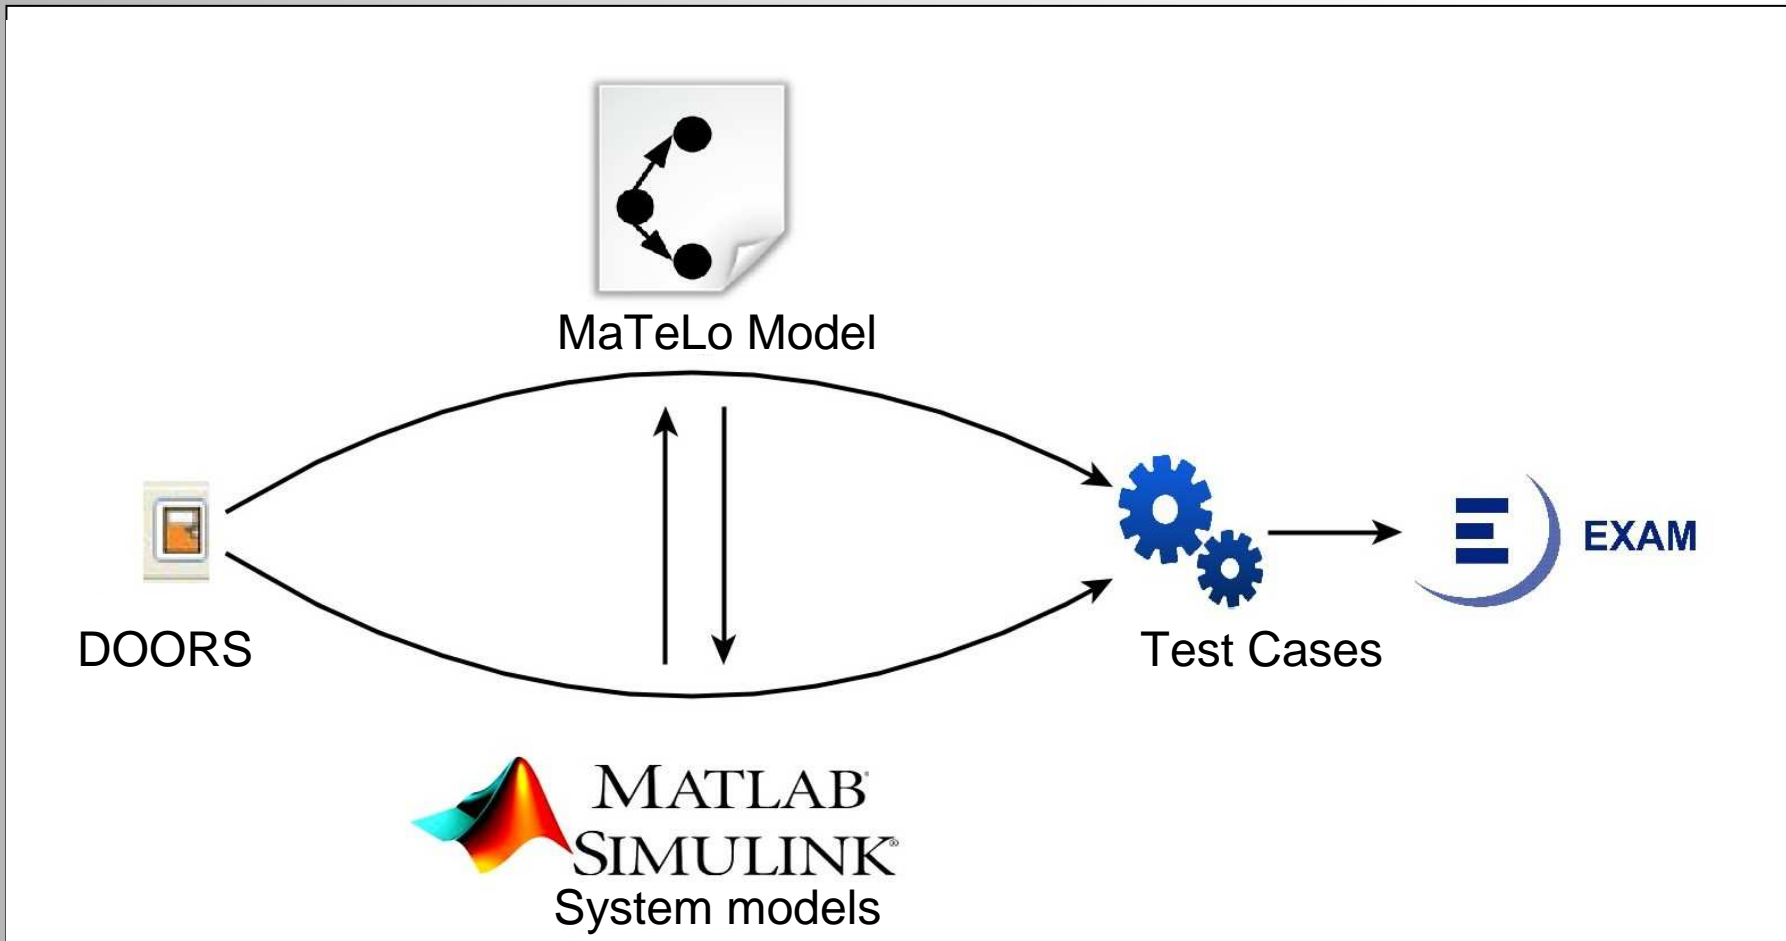 MaTeLo Model
DOORS
Test Cases
E EXAM
MATLAB®
SIMULINK®
System models